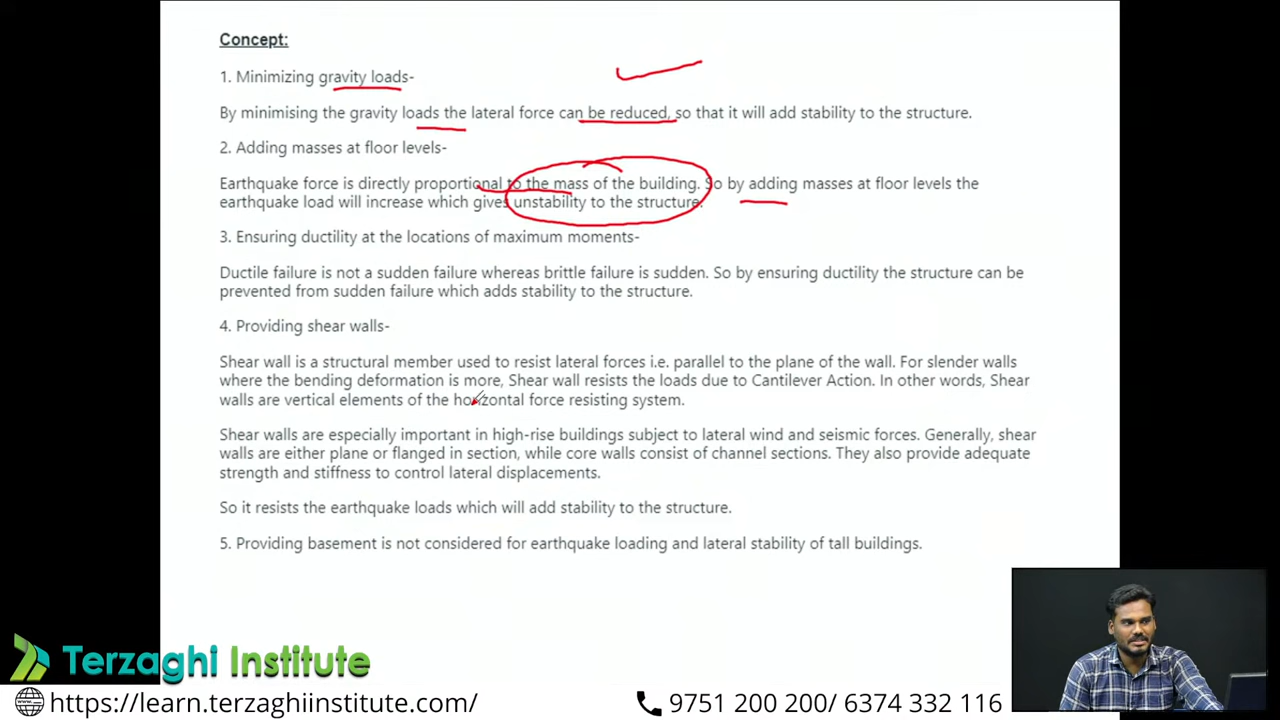 Concept:
1. Minimizing gravity loads-
By minimising the gravity loads the lateral force can be reduced, so that it will add stability to the structure.
2. Adding masses at floor levels-
Earthquake force is directly proportional to the mass of the building. So by adding masses at floor levels the
earthquake load will increase which gives unstability to the structure.
3. Ensuring ductility at the locations of maximum moments-
Ductile failure is not a sudden failure whereas brittle failure is sudden. So by ensuring ductility the structure can be
prevented from sudden failure which adds stability to the structure.
4. Providing shear walls-
Shear wall is a structural member used to resist lateral forces i.e. parallel to the plane of the wall. For slender walls
where the bending deformation is more, Shear wall resists the loads due to Cantilever Action. In other words, Shear
walls are vertical elements of the horizontal force resisting system.
Shear walls are especially important in high-rise buildings subject to lateral wind and seismic forces. Generally, shear
walls are either plane or flanged in section, while core walls consist of channel sections. They also provide adequate
strength and stiffness to control lateral displacements.
So it resists the earthquake loads which will add stability to the structure.
5. Providing basement is not considered for earthquake loading and lateral stability of tall buildings.
Terzaghi Institute
https://learn.terzaghiinstitute.com/
9751 200 200/ 6374 332 116